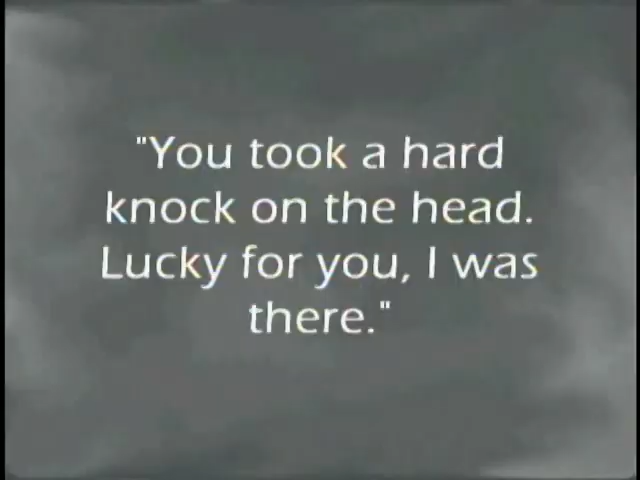 "You took a hard
knock on the head.
Lucky for you, I was
there."